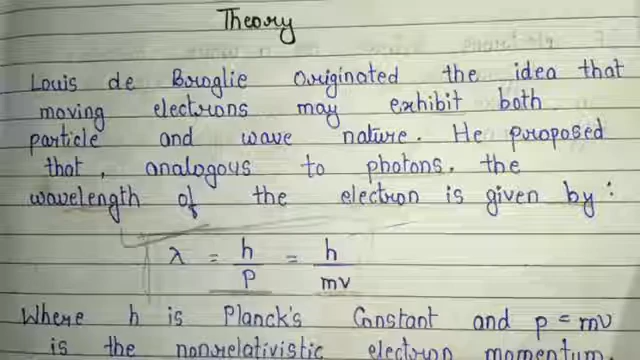 Theory
Louis de Broglie originated the idea that
moving electrons may exhibit both
particle and wave nature. He proposed
that, analogous to photons, the
wavelength of the electron is given by:
λ = h/P = h/mv
Where h is Planck's Constant and p = mv
is the nonrelativistic electron momentum.